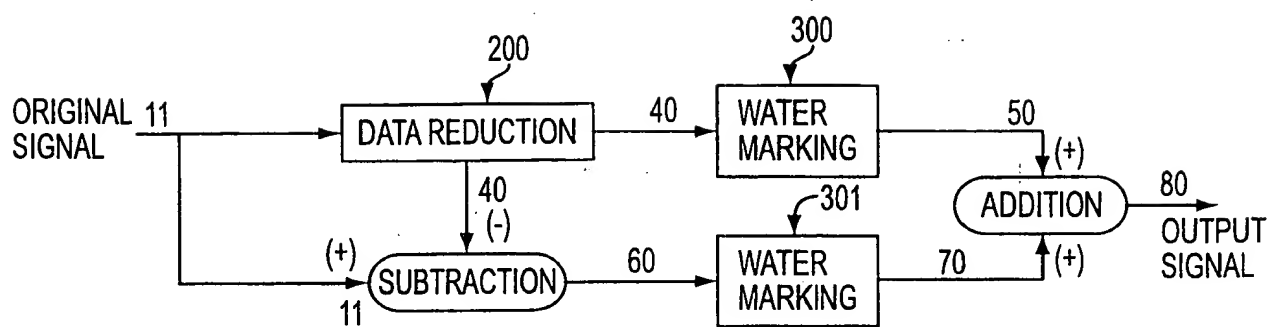 300
200
ORIGINAL
SIGNAL
11
DATA REDUCTION
40
WATER
MARKING
50
(+)
40
(-)
301
ADDITION
80
OUTPUT
SIGNAL
(+)
11
SUBTRACTION
60
WATER
MARKING
70
(+)